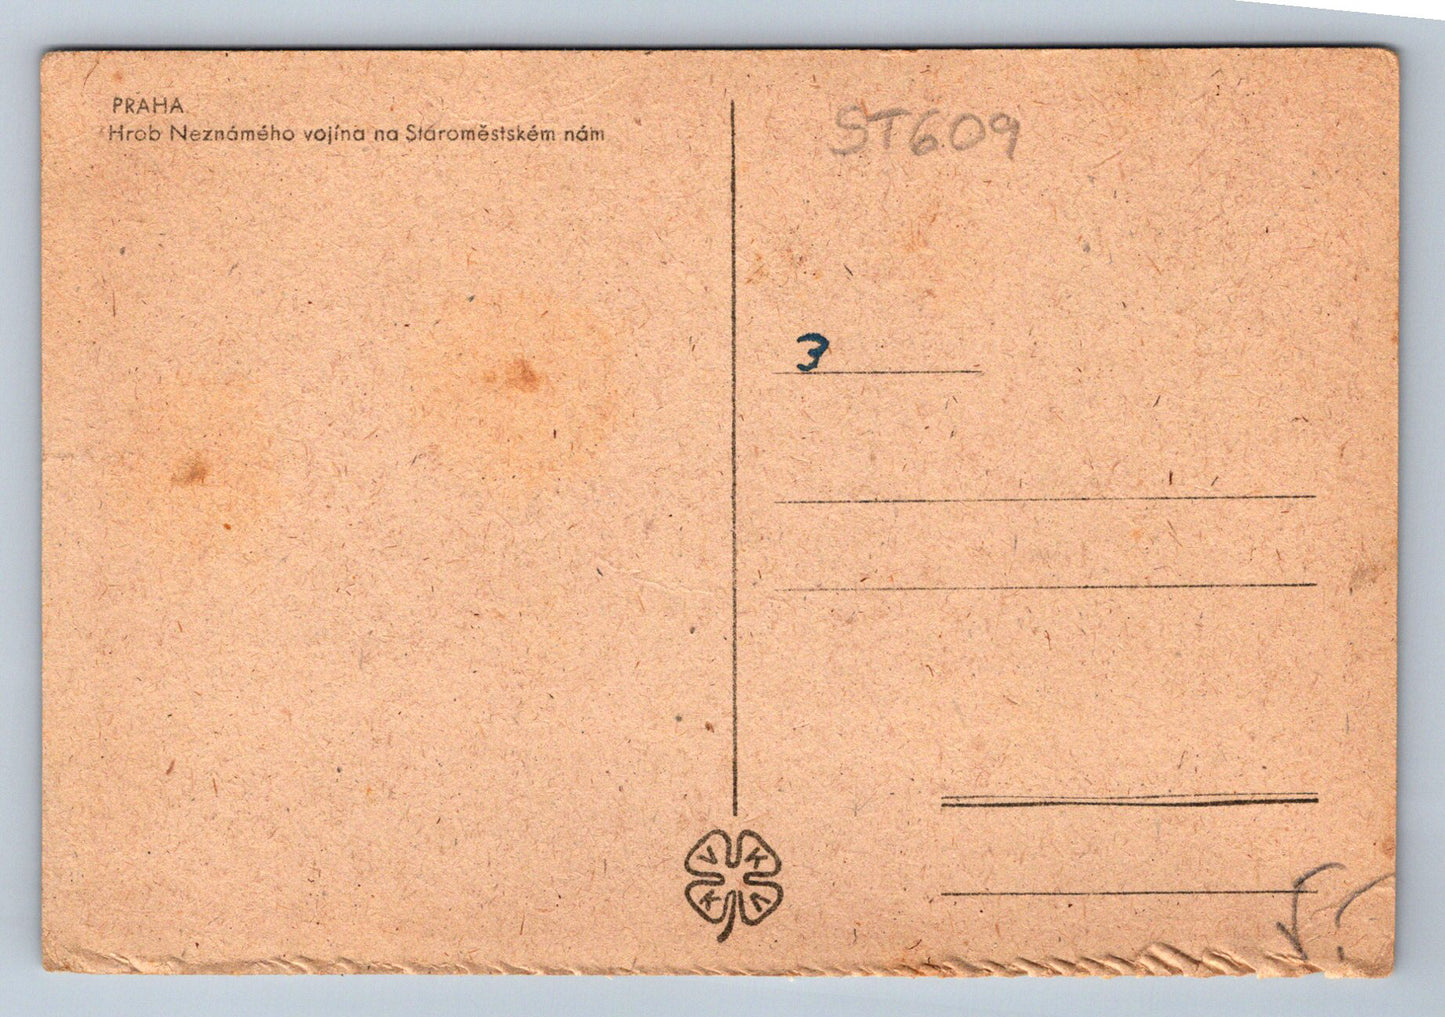 PRAHA
Hrob Neznámého vojína na Staroměstském nám
ST609
3
V K
K V